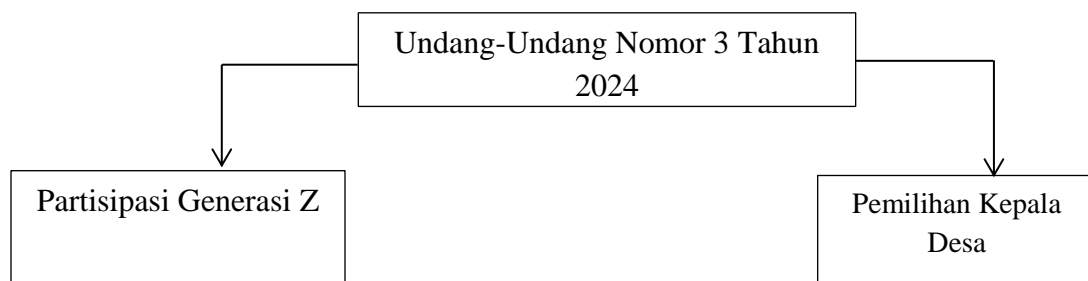 Undang-Undang Nomor 3 Tahun
2024
Partisipasi Generasi Z
Pemilihan Kepala
Desa